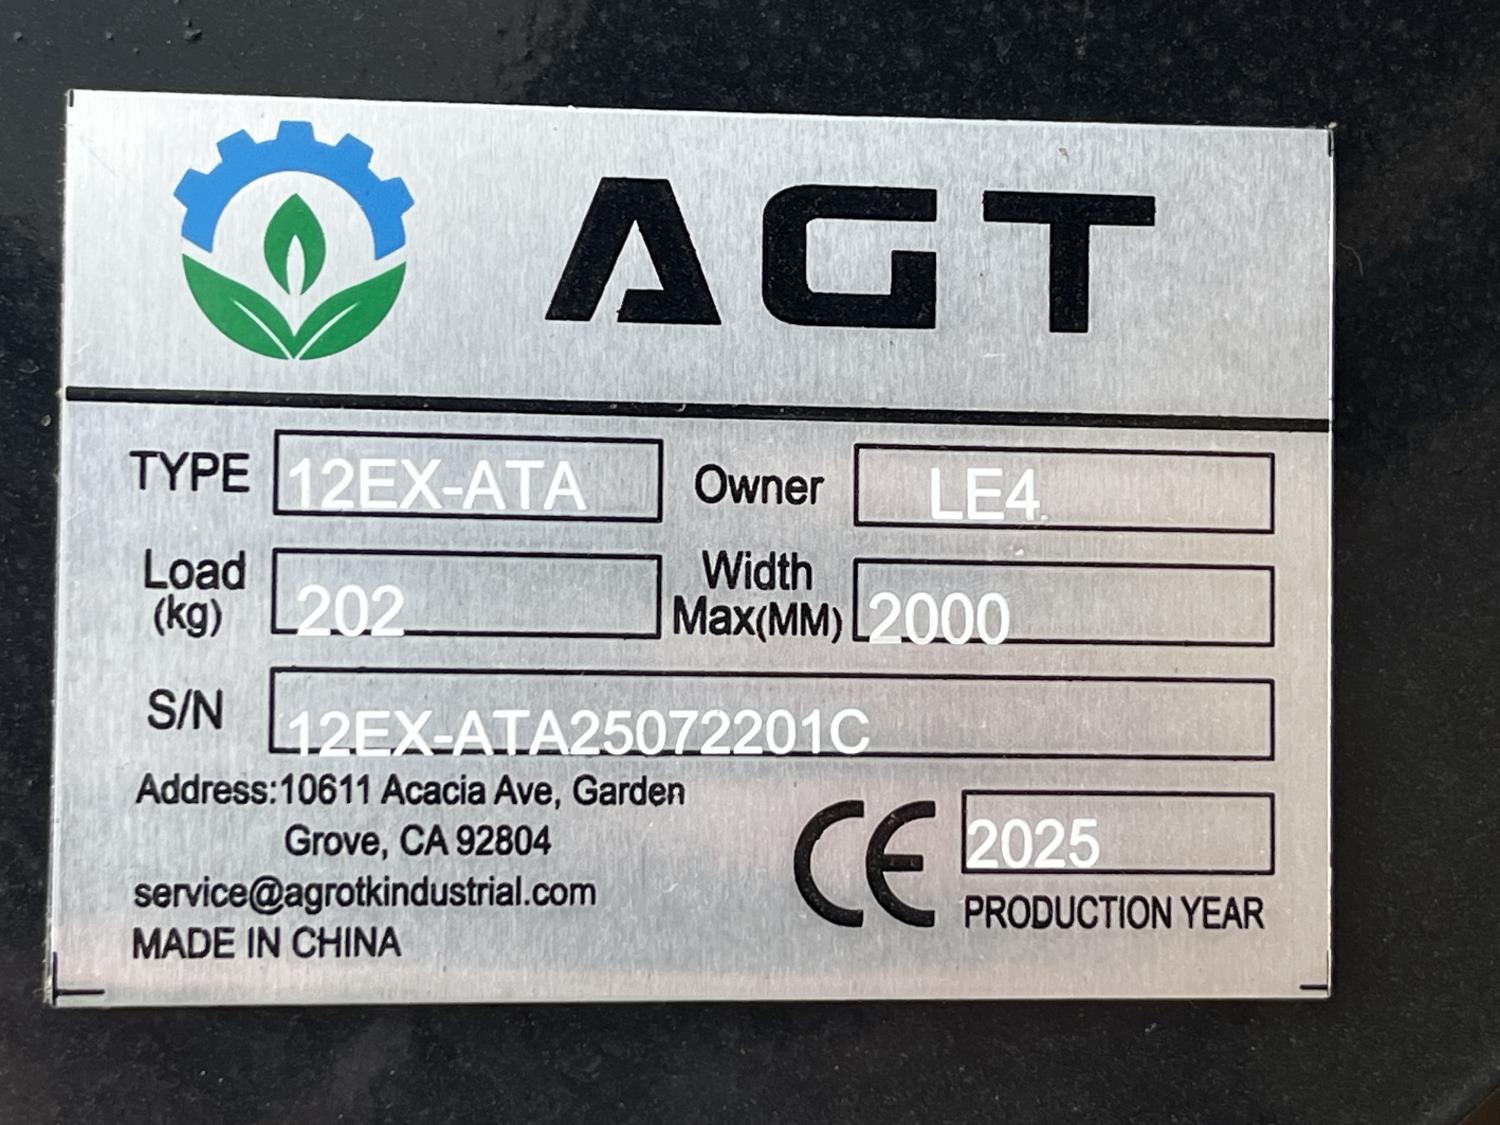 AGT
TYPE 12EX-ATA Owner LE4
Load (kg) 202 Width Max(MM) 2000
S/N 12EX-ATA25072201C
Address:10611 Acacia Ave, Garden
Grove, CA 92804
service@agrotkindustrial.com
MADE IN CHINA
CE 2025
PRODUCTION YEAR